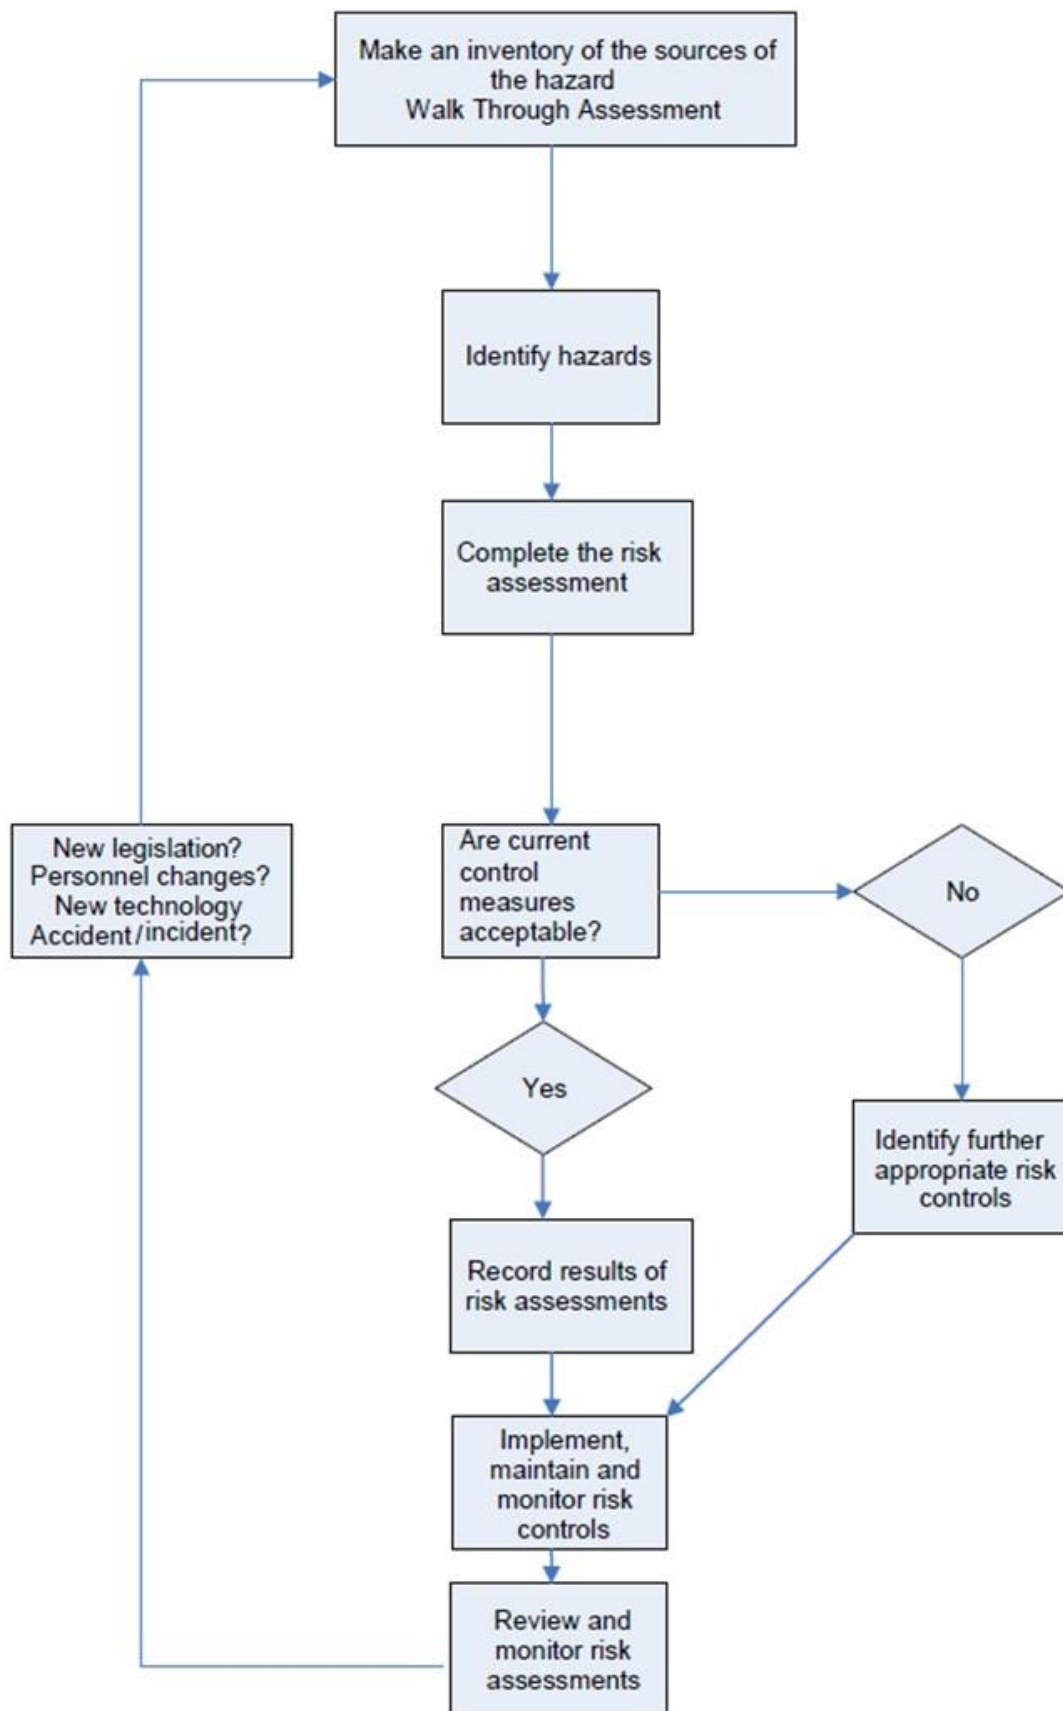 Make an inventory of the sources of
the hazard
Walk Through Assessment
Identify hazards
Complete the risk
assessment
Are current
control
measures
acceptable?
No
New legislation?
Personnel changes?
New technology
Accident/incident?
Yes
Identify further
appropriate risk
controls
Record results of
risk assessments
Implement,
maintain and
monitor risk
controls
Review and
monitor risk
assessments